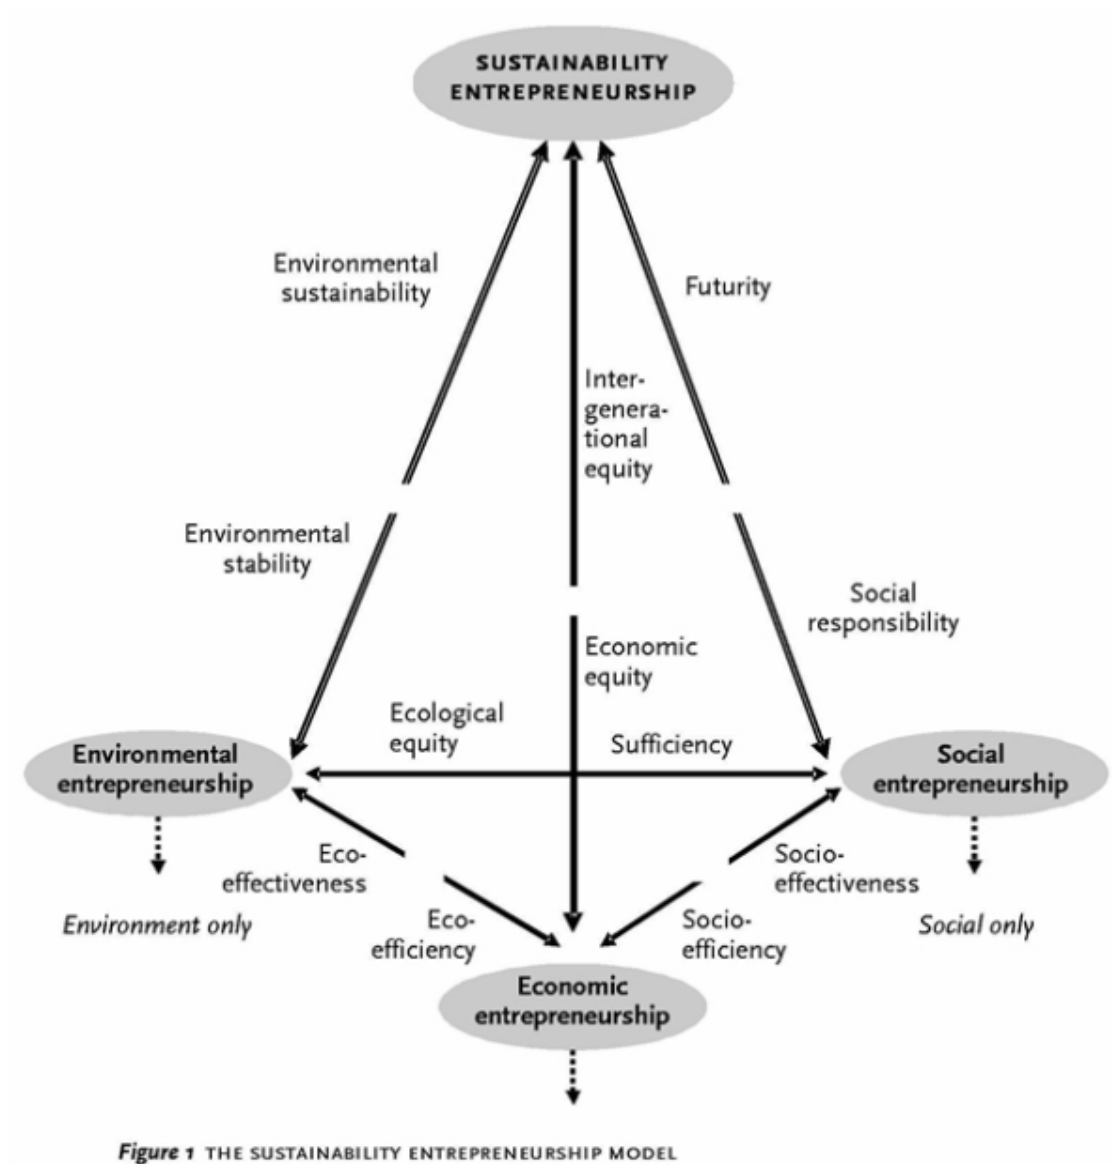 SUSTAINABILITY
ENTREPRENEURSHIP
Environmental
sustainability
Futurity
Inter-
genera-
tional
equity
Environmental
stability
Social
responsibility
Economic
equity
Ecological
equity
Sufficiency
Environmental
entrepreneurship
Social
entrepreneurship
Eco-
effectiveness
Socio-
effectiveness
Environment only
Eco-
efficiency
Socio-
efficiency
Social only
Economic
entrepreneurship
Figure 1 THE SUSTAINABILITY ENTREPRENEURSHIP MODEL